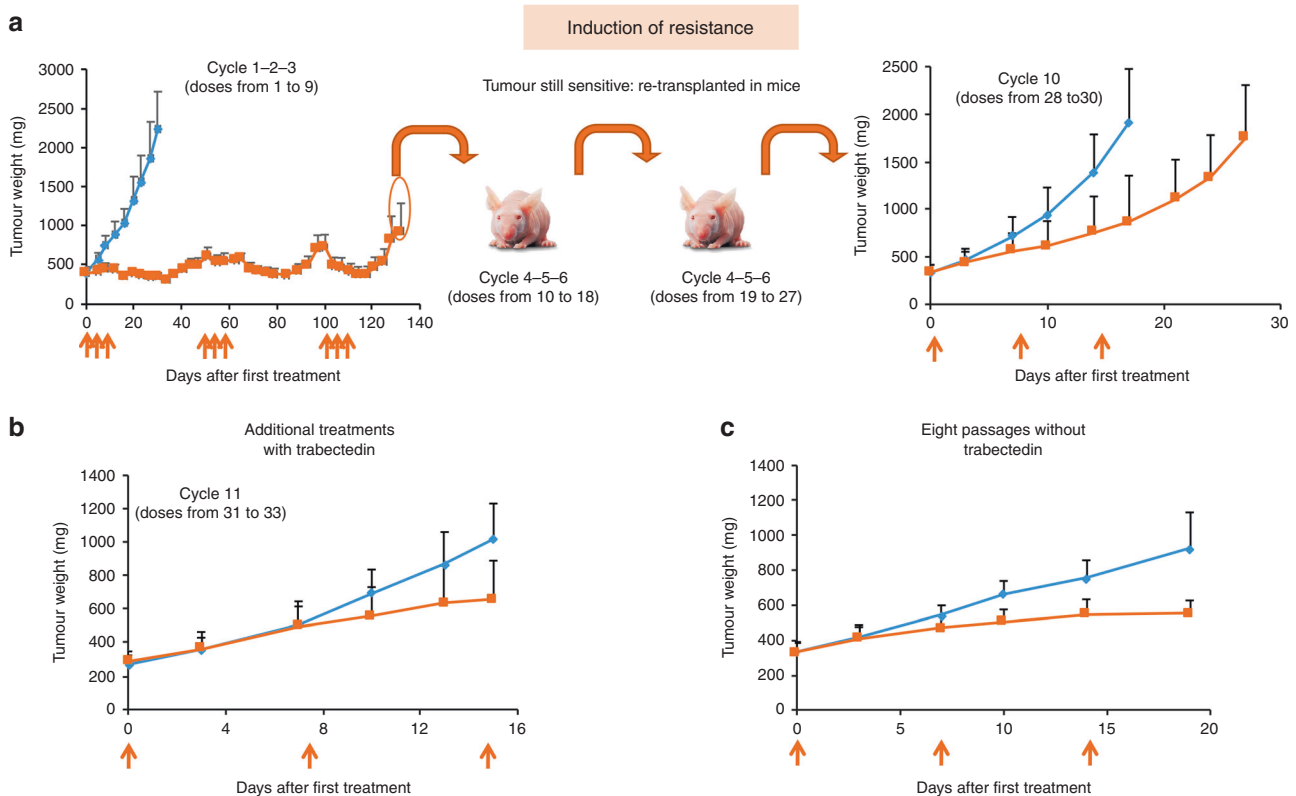 a
Induction of resistance
Cycle 1–2–3
(doses from 1 to 9)
Tumour weight (mg)
3000
2500
2000
1500
1000
500
0
0 20 40 60 80 100 120 140
Days after first treatment
Tumour still sensitive: re-transplanted in mice
Cycle 4–5–6
(doses from 10 to 18)
Cycle 4–5–6
(doses from 19 to 27)
Cycle 10
(doses from 28 to30)
Tumour weight (mg)
2500
2000
1500
1000
500
0
0 10 20 30
Days after first treatment
b
Additional treatments
with trabectedin
Cycle 11
(doses from 31 to 33)
Tumour weight (mg)
1400
1200
1000
800
600
400
200
0
0 4 8 12 16
Days after first treatment
c
Eight passages without
trabectedin
Tumour weight (mg)
1400
1200
1000
800
600
400
200
0
0 5 10 15 20
Days after first treatment